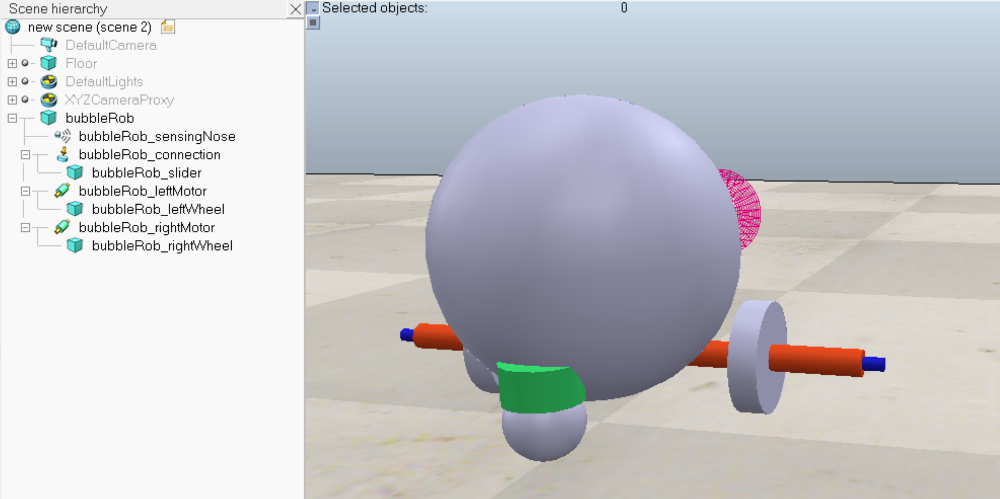 Scene hierarchy
Selected objects: 0
new scene (scene 2)
DefaultCamera
Floor
DefaultLights
XYZCameraProxy
bubbleRob
bubbleRob_sensingNose
bubbleRob_connection
bubbleRob_slider
bubbleRob_leftMotor
bubbleRob_leftWheel
bubbleRob_rightMotor
bubbleRob_rightWheel